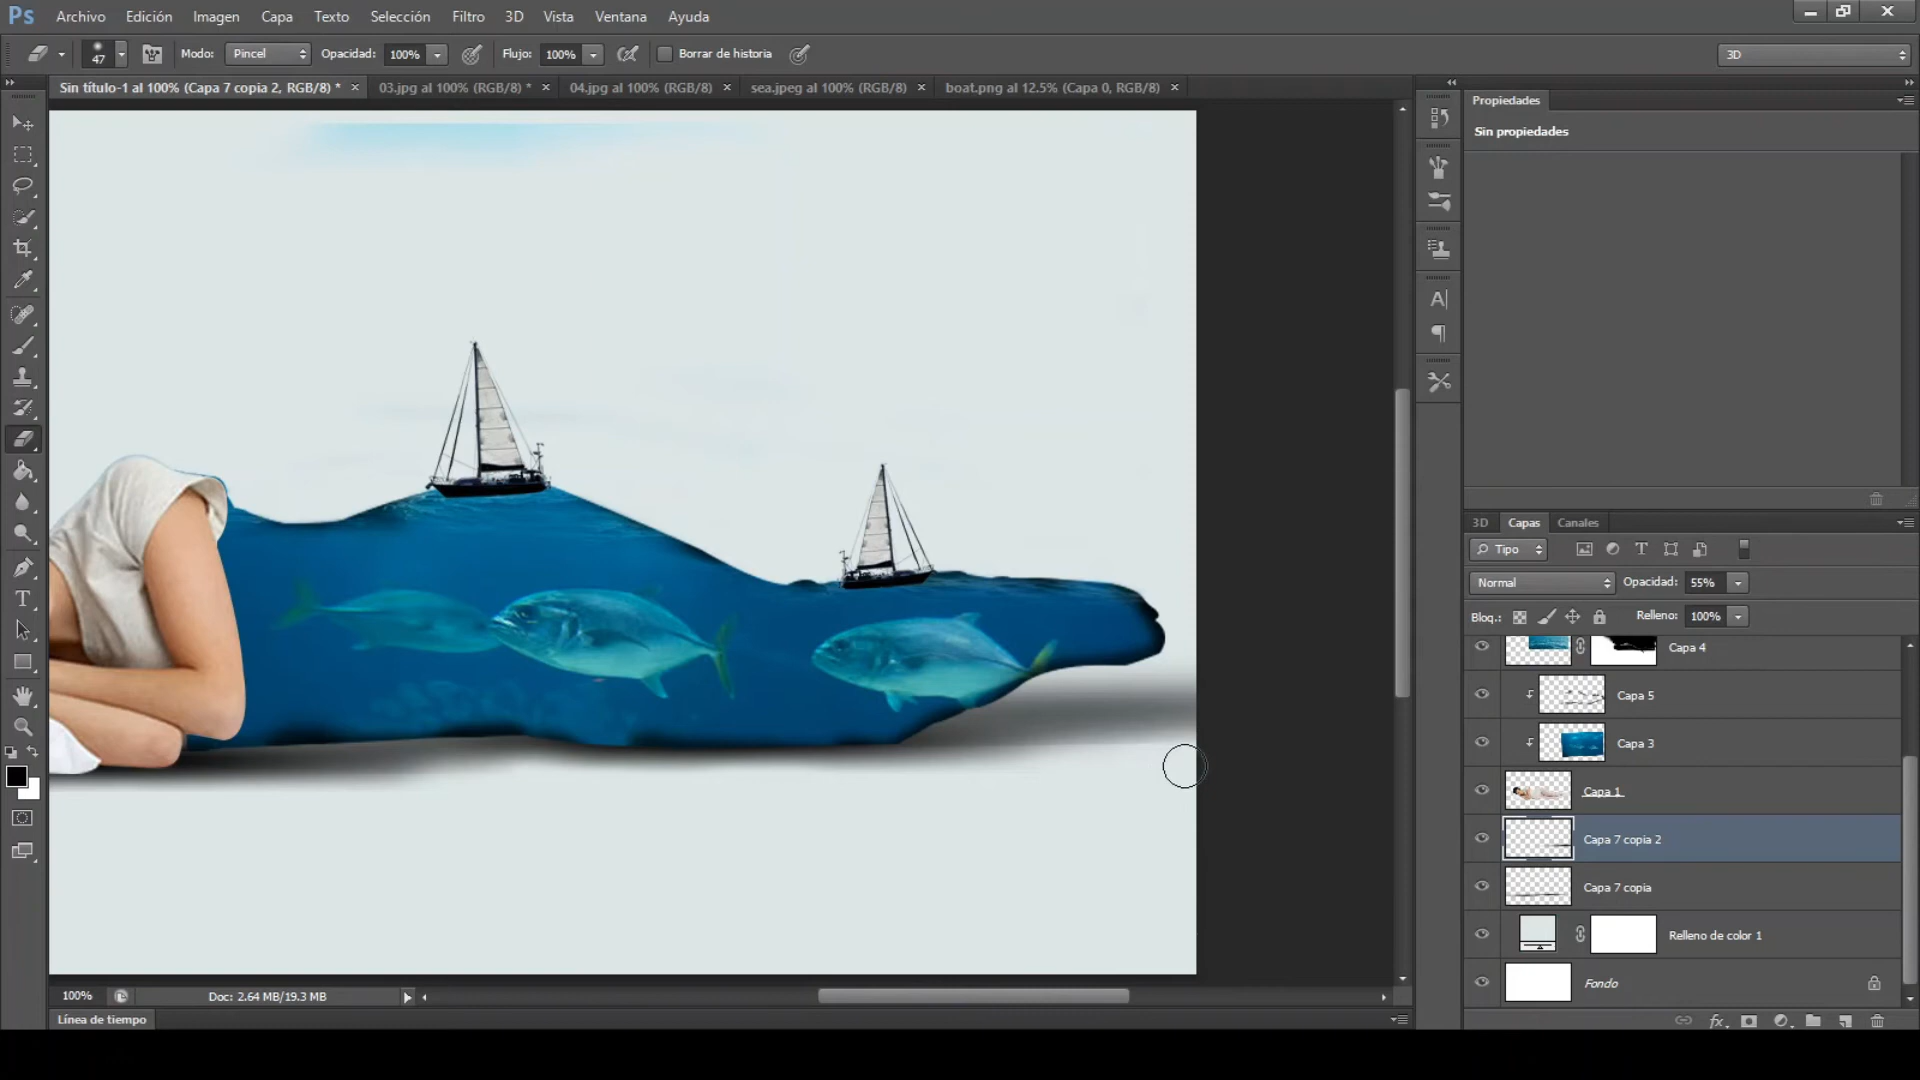 Ps Archivo Edición Imagen Capa Texto Selección Filtro 3D Vista Ventana Ayuda
47 Modo: Pincel Opacidad: 100% Flujo: 100% Borrar de historia 3D
Sin título-1 al 100% (Capa 7 copia 2, RGB/8) * × 03.jpg al 100% (RGB/8) * × 04.jpg al 100% (RGB/8) × sea.jpeg al 100% (RGB/8) × boat.png al 12.5% (Capa 0, RGB/8) ×
Propiedades
Sin propiedades
3D Capas Canales
Tipo
Normal Opacidad: 55%
Bloq.: Relleno: 100%
Capa 4
Capa 5
Capa 3
Capa 1
Capa 7 copia 2
Capa 7 copia
Relleno de color 1
Fondo
100% Doc: 2.64 MB/19.3 MB
Línea de tiempo